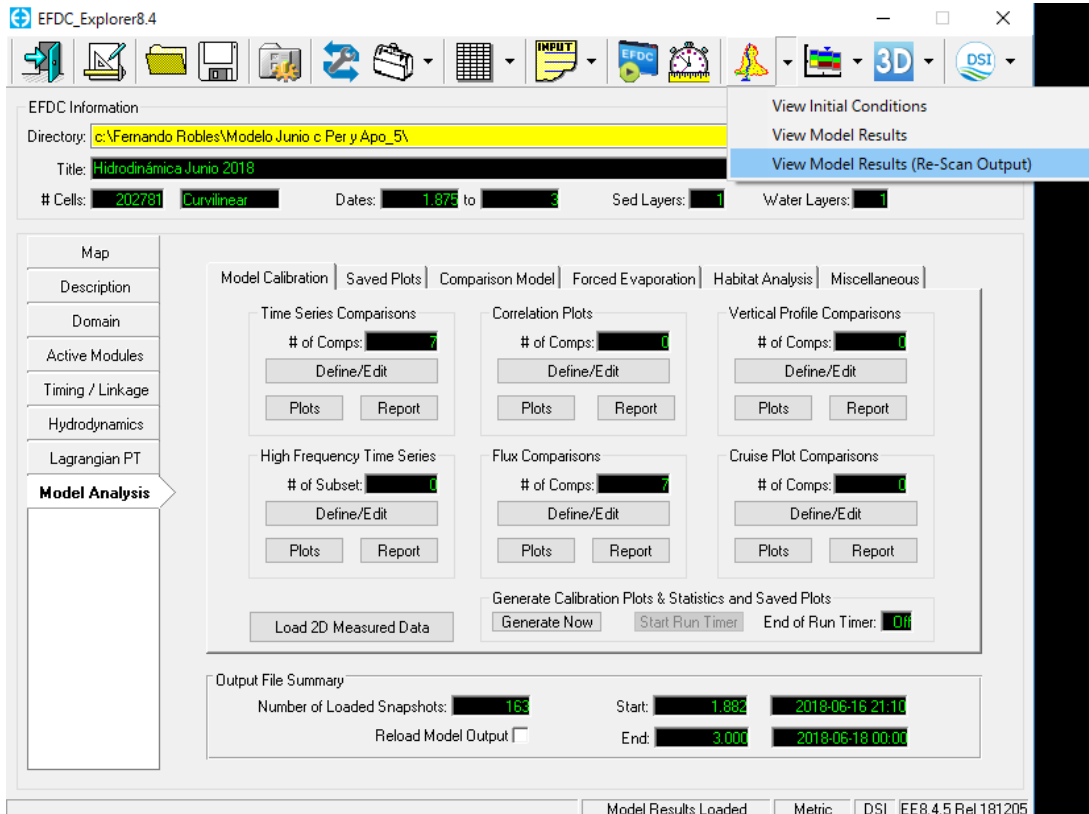 EFDC_Explorer8.4
INPUT
EFDC
3D
DSI
View Initial Conditions
View Model Results
View Model Results (Re-Scan Output)
EFDC Information
Directory: c:\Fernando Robles\Modelo Junio c Per y Apo_5\
Title: Hidrodinámica Junio 2018
# Cells: 202781 Curvilinear Dates: 1.875 to 3 Sed Layers: 1 Water Layers: 1
Map
Description
Domain
Active Modules
Timing / Linkage
Hydrodynamics
Lagrangian PT
Model Analysis
Model Calibration Saved Plots Comparison Model Forced Evaporation Habitat Analysis Miscellaneous
Time Series Comparisons Correlation Plots Vertical Profile Comparisons
# of Comps: 7 # of Comps: 0 # of Comps: 0
Define/Edit Define/Edit Define/Edit
Plots Report Plots Report Plots Report
High Frequency Time Series Flux Comparisons Cruise Plot Comparisons
# of Subset: 0 # of Comps: 7 # of Comps: 0
Define/Edit Define/Edit Define/Edit
Plots Report Plots Report Plots Report
Generate Calibration Plots & Statistics and Saved Plots
Load 2D Measured Data Generate Now Start Run Timer End of Run Timer: Off
Output File Summary
Number of Loaded Snapshots: 163 Start: 1.882 2018-06-16 21:10
Reload Model Output End: 3.000 2018-06-18 00:00
Model Results Loaded Metric DSI EE8.4.5 Rel 181205